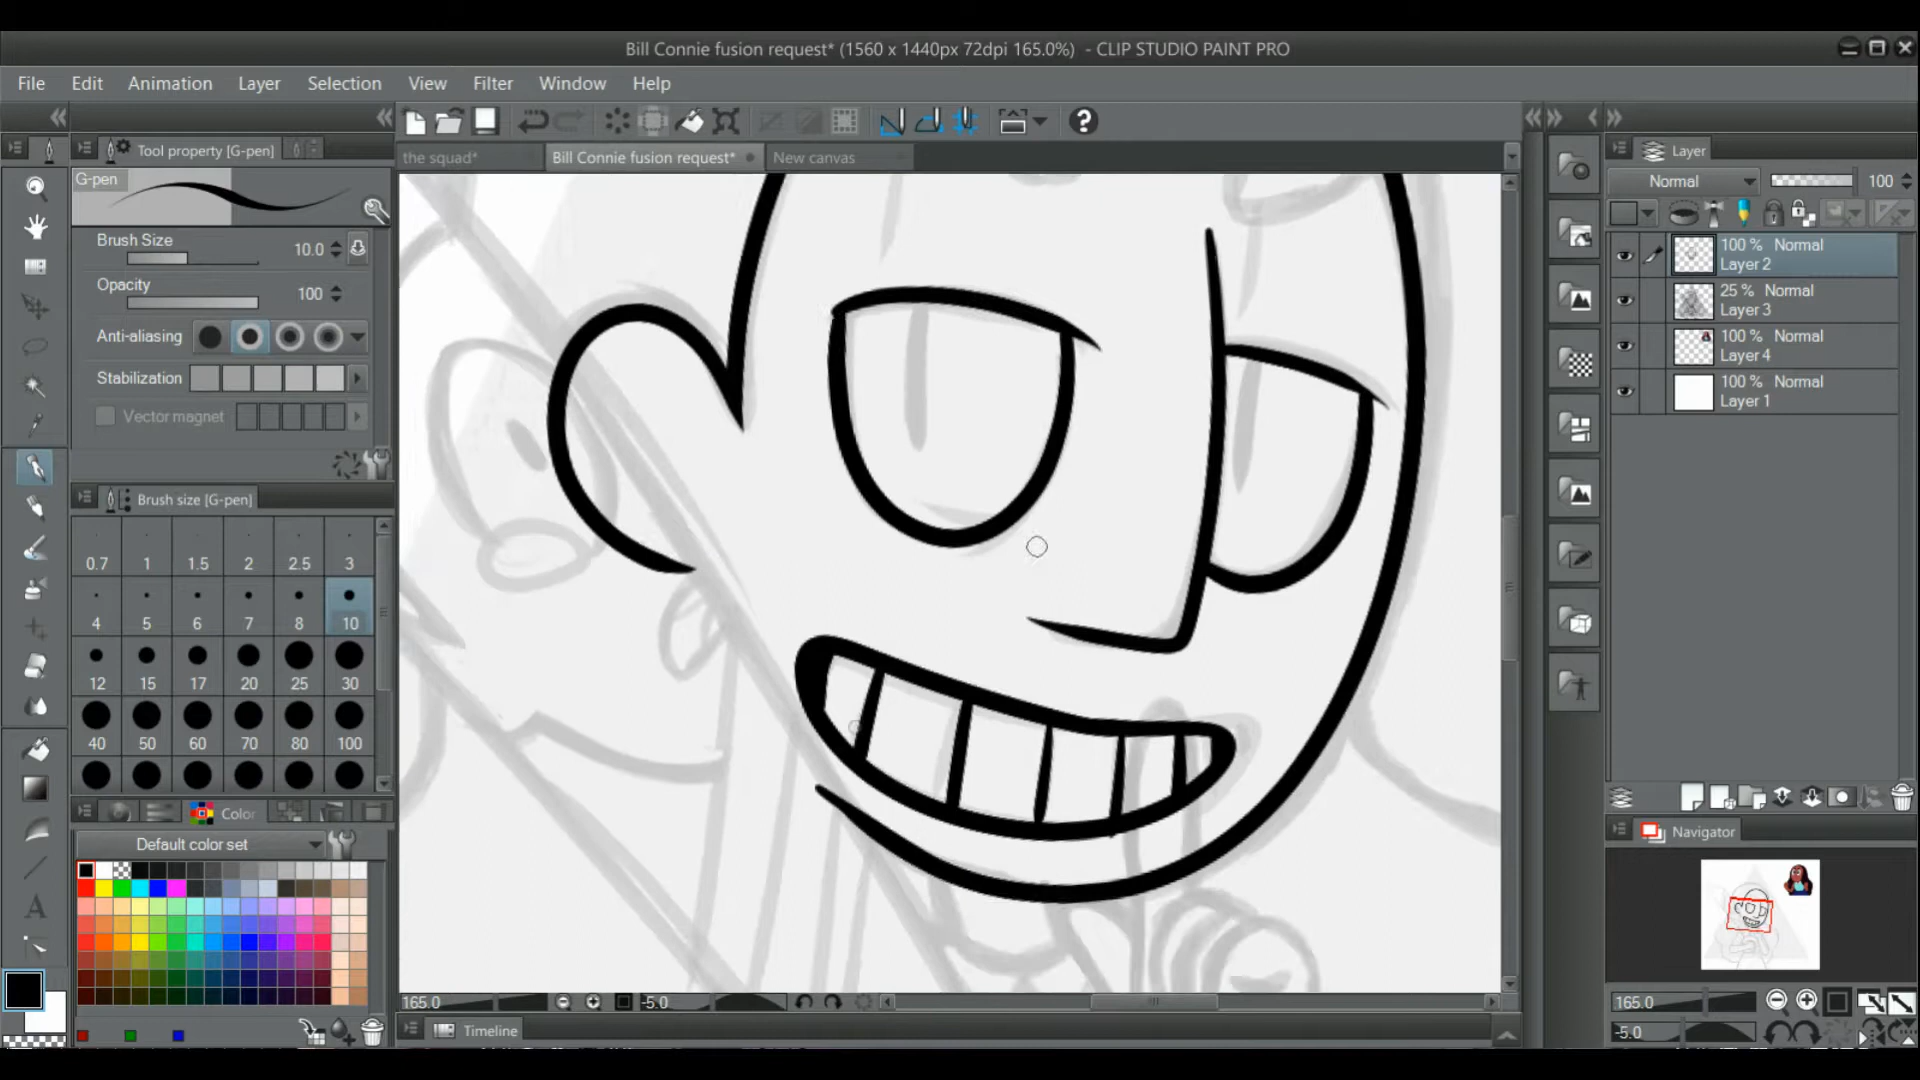 Bill Connie fusion request* (1560 x 1440px 72dpi 165.0%) - CLIP STUDIO PAINT PRO
File Edit Animation Layer Selection View Filter Window Help
Tool property [G-pen]
the squad* Bill Connie fusion request* New canvas
Layer
G-pen
Normal 100
Brush Size 10.0
Opacity 100
Anti-aliasing
Stabilization
Vector magnet
100 % Normal
Layer 2
25 % Normal
Layer 3
100 % Normal
Layer 4
100 % Normal
Layer 1
Brush size [G-pen]
0.7 1 1.5 2 2.5 3
4 5 6 7 8 10
12 15 17 20 25 30
40 50 60 70 80 100
Color
Default color set
Navigator
165.0 -5.0
165.0
-5.0
Timeline